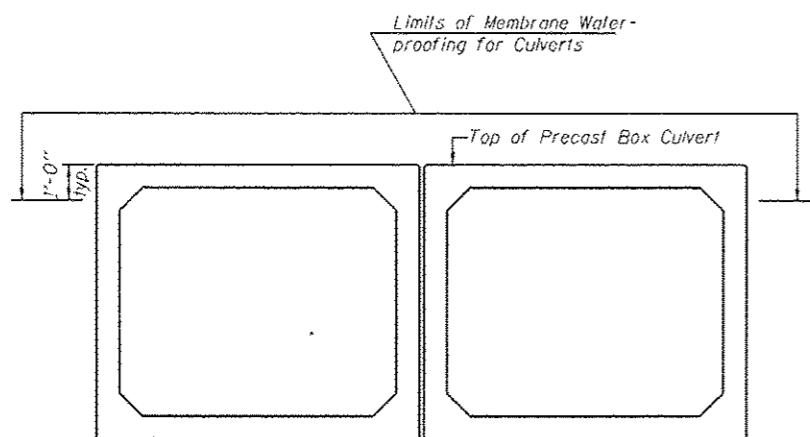 Limits of Membrane Water-
proofing for Culverts
Top of Precast Box Culvert
1'-0"
typ.